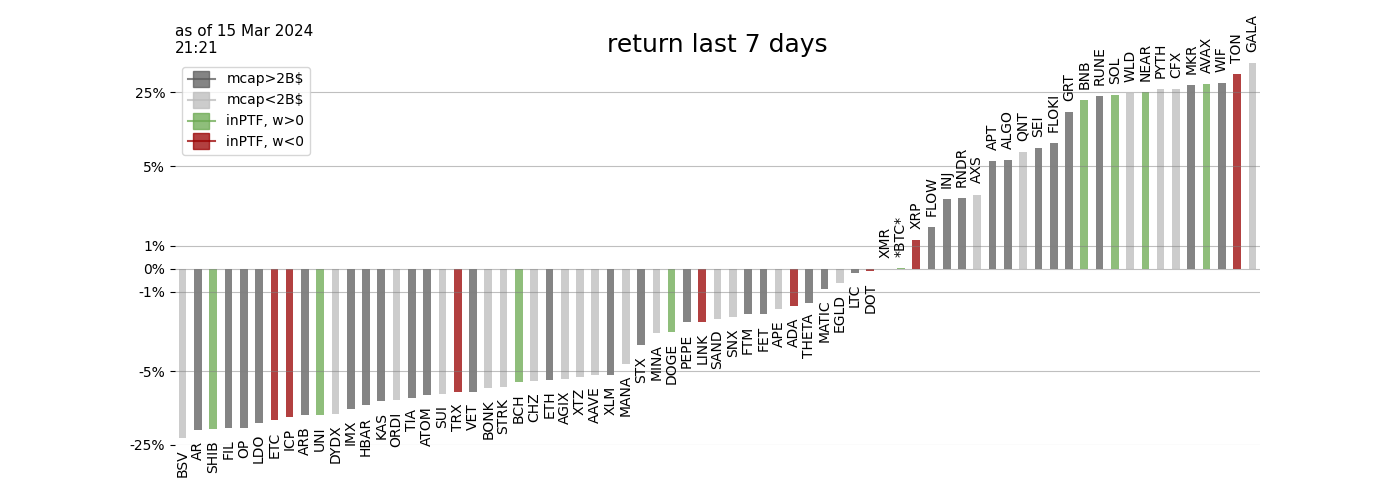 as of 15 Mar 2024
21:21
return last 7 days
mcap>2B$
mcap<2B$
inPTF, w>0
inPTF, w<0
25%
5%
1%
0%
-1%
-5%
-25%
BSV
AR
SHIB
FIL
OP
LDO
ETC
ICP
ARB
UNI
DYDX
IMX
HBAR
KAS
ORDI
TIA
ATOM
SUI
TRX
VET
BONK
STRK
BCH
CHZ
ETH
AGIX
XTZ
AAVE
XLM
MANA
STX
MINA
DOGE
PEPE
LINK
SAND
SNX
FTM
FET
APE
ADA
THETA
MATIC
EGLD
LTC
DOT
XMR
*BTC*
XRP
FLOW
INJ
RNDR
AXS
APT
ALGO
QNT
SEI
FLOKI
GRT
BNB
RUNE
SOL
WLD
NEAR
PYTH
CFX
MKR
AVAX
WIF
TON
GALA